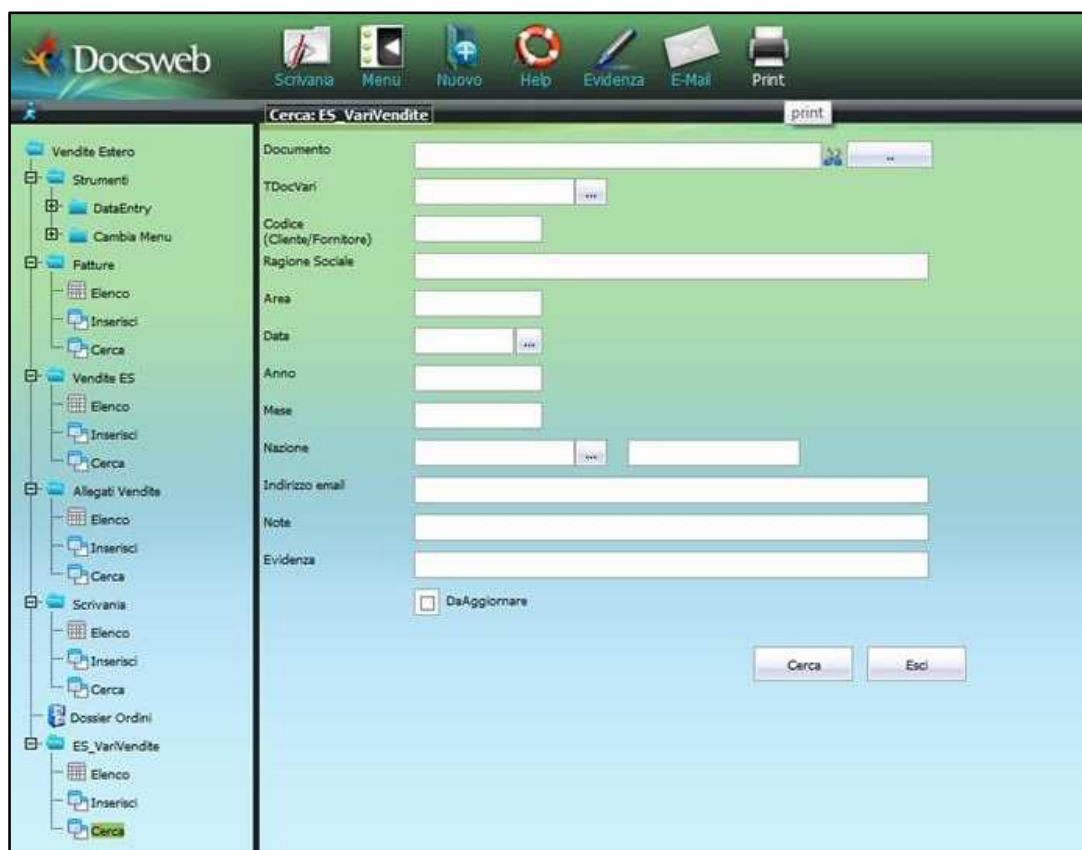 Docsweb
Scrivania
Menu
Nuovo
Help
Evidenza
E-Mail
Print
print
Cerca: ES_VariVendite
Vendite Estero
Strumenti
DataEntry
Cambia Menu
Fatture
Elenco
Inserisci
Cerca
Vendite ES
Elenco
Inserisci
Cerca
Allegati Vendite
Elenco
Inserisci
Cerca
Scrivania
Elenco
Inserisci
Cerca
Dossier Ordini
ES_VariVendite
Elenco
Inserisci
Cerca
Documento
..
TDocVari
...
Codice
(Cliente/Fornitore)
Ragione Sociale
Area
Data
...
Anno
Mese
Nazione
...
Indirizzo email
Note
Evidenza
DaAggiornare
Cerca
Esci